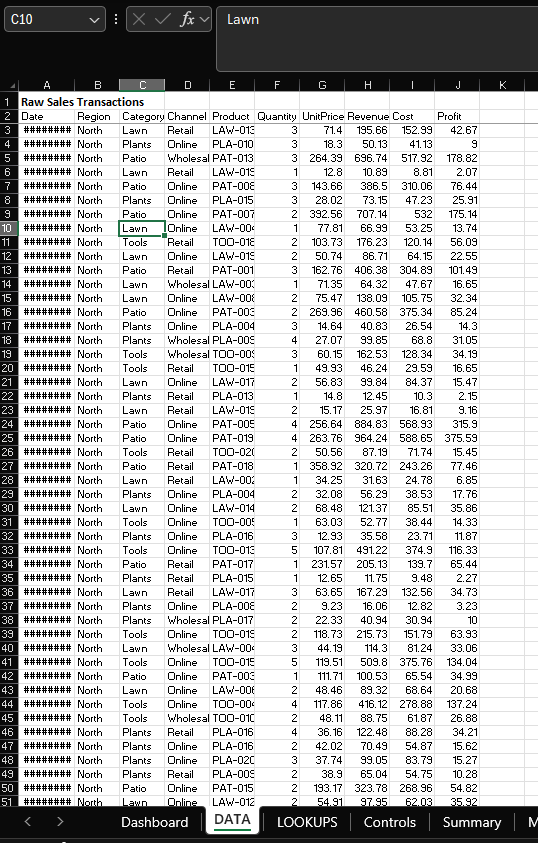 C10 fx Lawn
A B C D E F G H I J K
1 Raw Sales Transactions
2 Date Region Category Channel Product Quantity UnitPrice Revenue Cost Profit
3 ######## North Lawn Retail LAW-013 3 71.4 195.66 152.99 42.67
4 ######## North Plants Online PLA-010 3 18.3 50.13 41.13 9
5 ######## North Patio Wholesal PAT-013 3 264.39 696.74 517.92 178.82
6 ######## North Lawn Retail LAW-019 1 12.8 10.89 8.81 2.07
7 ######## North Patio Online PAT-008 3 143.66 386.5 310.06 76.44
8 ######## North Plants Online PLA-015 3 28.02 73.15 47.23 25.91
9 ######## North Patio Online PAT-007 2 392.56 707.14 532 175.14
10 ######## North Lawn Online LAW-004 1 77.81 66.99 53.25 13.74
11 ######## North Tools Retail TOO-018 2 103.73 176.23 120.14 56.09
12 ######## North Lawn Online LAW-019 2 50.74 86.71 64.15 22.55
13 ######## North Patio Retail PAT-001 3 162.76 406.38 304.89 101.49
14 ######## North Lawn Wholesal LAW-003 1 71.35 64.32 47.67 16.65
15 ######## North Lawn Online LAW-008 2 75.47 138.09 105.75 32.34
16 ######## North Patio Online PAT-003 2 269.96 460.58 375.34 85.24
17 ######## North Plants Online PLA-004 3 14.64 40.83 26.54 14.3
18 ######## North Plants Wholesal PLA-009 4 27.07 99.85 68.8 31.05
19 ######## North Tools Wholesal TOO-009 3 60.15 162.53 128.34 34.19
20 ######## North Tools Retail TOO-015 1 49.93 46.24 29.59 16.65
21 ######## North Lawn Online LAW-017 2 56.83 99.84 84.37 15.47
22 ######## North Plants Retail PLA-013 1 14.8 12.45 10.3 2.15
23 ######## North Lawn Retail LAW-019 2 15.17 25.97 16.81 9.16
24 ######## North Patio Online PAT-005 4 256.64 884.83 568.93 315.9
25 ######## North Patio Online PAT-019 4 263.76 964.24 588.65 375.59
26 ######## North Tools Retail TOO-020 2 50.56 87.19 71.74 15.45
27 ######## North Patio Retail PAT-018 1 358.92 320.72 243.26 77.46
28 ######## North Lawn Retail LAW-002 1 34.25 31.63 24.78 6.85
29 ######## North Plants Online PLA-004 2 32.08 56.29 38.53 17.76
30 ######## North Lawn Online LAW-014 2 68.48 121.37 85.51 35.86
31 ######## North Tools Online TOO-005 1 63.03 52.77 38.44 14.33
32 ######## North Plants Online PLA-016 3 12.93 35.58 23.71 11.87
33 ######## North Tools Online TOO-013 5 107.81 491.22 374.9 116.33
34 ######## North Patio Retail PAT-017 1 231.57 205.13 139.7 65.44
35 ######## North Plants Retail PLA-015 1 12.65 11.75 9.48 2.27
36 ######## North Lawn Retail LAW-017 3 63.65 167.29 132.56 34.73
37 ######## North Plants Online PLA-008 2 9.23 16.06 12.82 3.23
38 ######## North Plants Wholesal PLA-017 2 22.33 40.94 30.94 10
39 ######## North Tools Online TOO-019 2 118.73 215.73 151.79 63.93
40 ######## North Lawn Wholesal LAW-004 3 44.19 114.3 81.24 33.06
41 ######## North Tools Online TOO-015 5 119.51 509.8 375.76 134.04
42 ######## North Patio Online PAT-003 1 111.71 100.53 65.54 34.99
43 ######## North Lawn Online LAW-006 2 48.46 89.32 68.64 20.68
44 ######## North Tools Online TOO-004 4 117.86 416.12 278.88 137.24
45 ######## North Tools Wholesal TOO-010 2 48.11 88.75 61.87 26.88
46 ######## North Plants Retail PLA-016 4 36.16 122.48 88.28 34.21
47 ######## North Plants Online PLA-016 2 42.02 70.49 54.87 15.62
48 ######## North Plants Online PLA-020 3 37.74 99.05 83.79 15.27
49 ######## North Plants Retail PLA-009 2 38.9 65.04 54.75 10.28
50 ######## North Patio Online PAT-015 2 193.17 323.78 268.96 54.82
51 ######## North Lawn Online LAW-012 2 54.91 97.95 62.03 35.92
Dashboard DATA LOOKUPS Controls Summary M